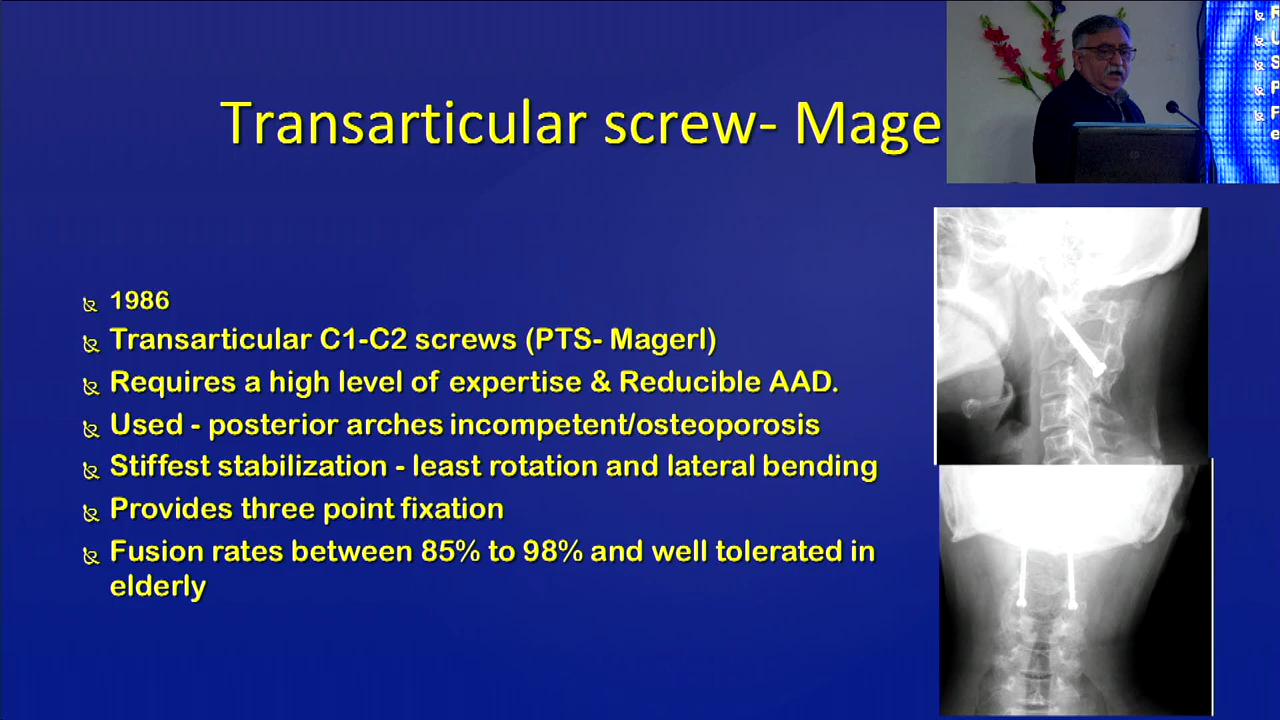 Transarticular screw- Mage
1986
Transarticular C1-C2 screws (PTS- Magerl)
Requires a high level of expertise & Reducible AAD.
Used - posterior arches incompetent/osteoporosis
Stiffest stabilization - least rotation and lateral bending
Provides three point fixation
Fusion rates between 85% to 98% and well tolerated in
elderly